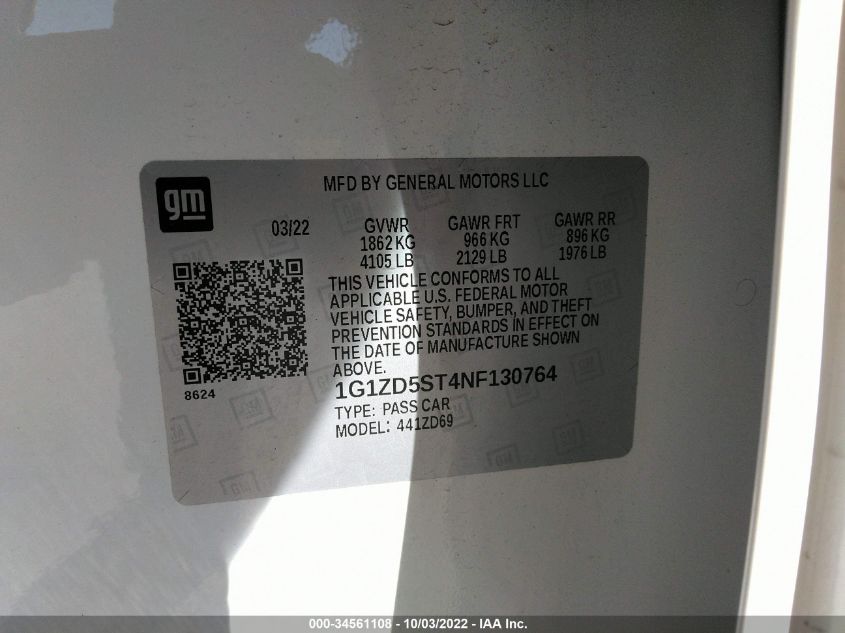 gm
MFD BY GENERAL MOTORS LLC
03/22 GVWR GAWR FRT GAWR RR
1862 KG 966 KG 896 KG
4105 LB 2129 LB 1976 LB
THIS VEHICLE CONFORMS TO ALL
APPLICABLE U.S. FEDERAL MOTOR
VEHICLE SAFETY, BUMPER, AND THEFT
PREVENTION STANDARDS IN EFFECT ON
THE DATE OF MANUFACTURE SHOWN
ABOVE.
8624
1G1ZD5ST4NF130764
TYPE: PASS CAR
MODEL: 441ZD69
000-34561108 - 10/03/2022 - IAA Inc.